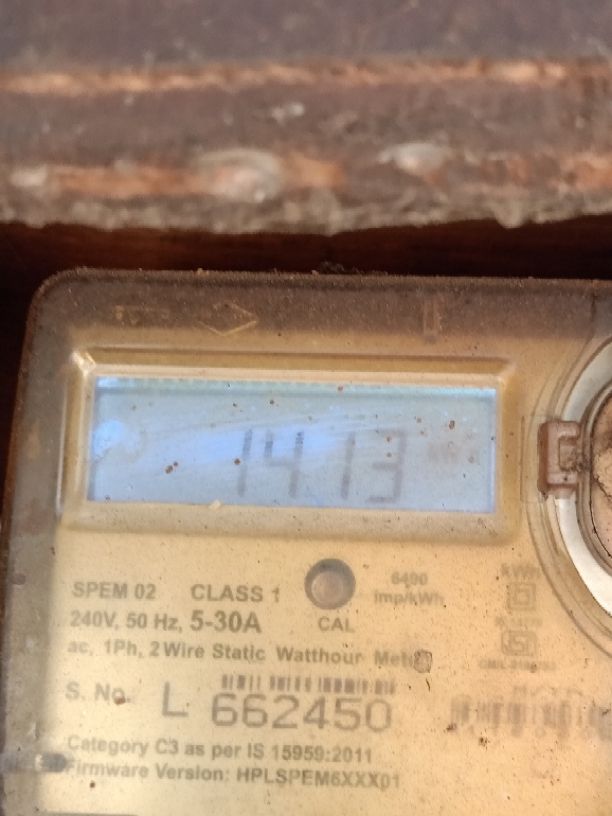 1413
SPEM 02 CLASS 1
6400
imp/kWh
240V, 50 Hz, 5-30A
CAL
ac, 1Ph, 2 Wire Static Watthour Meter
S. No.
L 662450
Category C3 as per IS 15959:2011
Firmware Version: HPLSPEM6XXX01